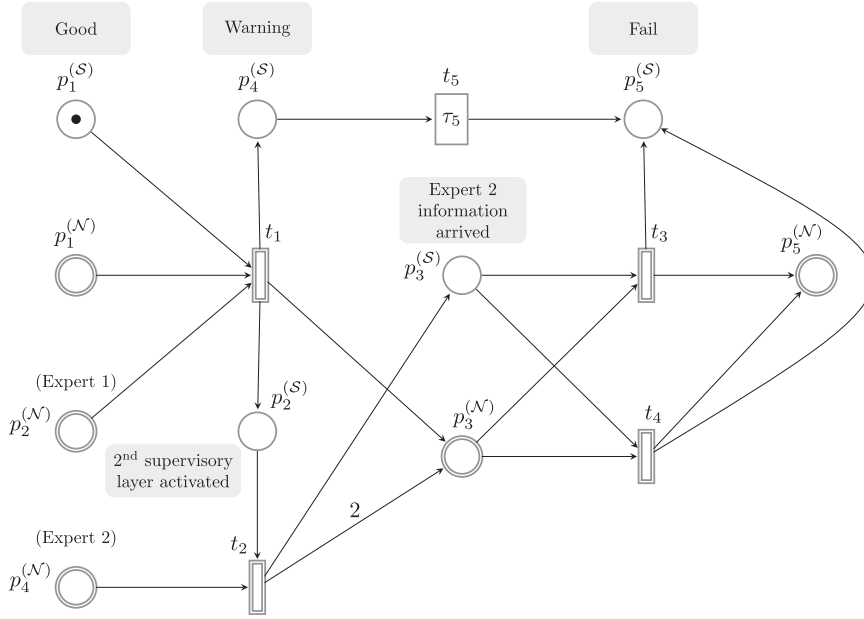 Good
Warning
Fail
p₁^(𝒮)
p₄^(𝒮)
t₅
p₅^(𝒮)
τ₅
Expert 2
information
arrived
p₁^(𝒩)
t₁
t₃
p₅^(𝒩)
p₃^(𝒮)
(Expert 1)
p₂^(𝒩)
p₂^(𝒮)
p₃^(𝒩)
t₄
2nd supervisory
layer activated
2
(Expert 2)
t₂
p₄^(𝒩)